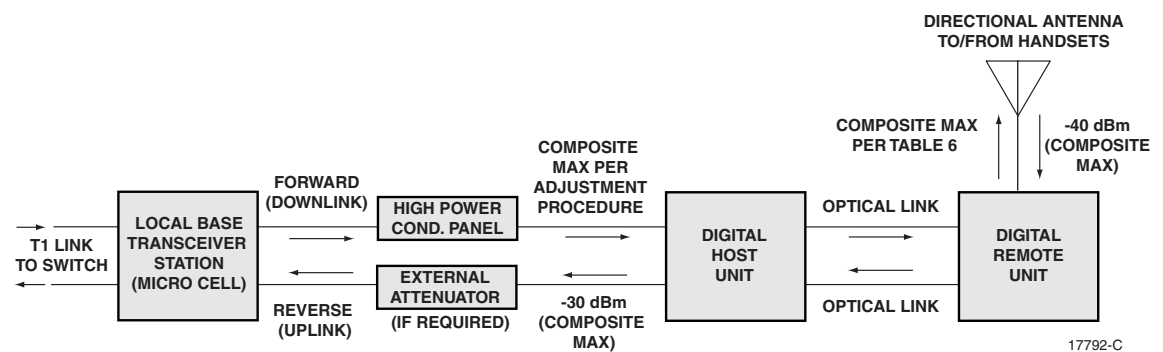 DIRECTIONAL ANTENNA
TO/FROM HANDSETS
COMPOSITE MAX
PER TABLE 6
-40 dBm
(COMPOSITE
MAX)
COMPOSITE
MAX PER
ADJUSTMENT
PROCEDURE
FORWARD
(DOWNLINK)
T1 LINK
TO SWITCH
LOCAL BASE
TRANSCEIVER
STATION
(MICRO CELL)
HIGH POWER
COND. PANEL
DIGITAL
HOST
UNIT
OPTICAL LINK
DIGITAL
REMOTE
UNIT
REVERSE
(UPLINK)
EXTERNAL
ATTENUATOR
(IF REQUIRED)
-30 dBm
(COMPOSITE
MAX)
OPTICAL LINK
17792-C